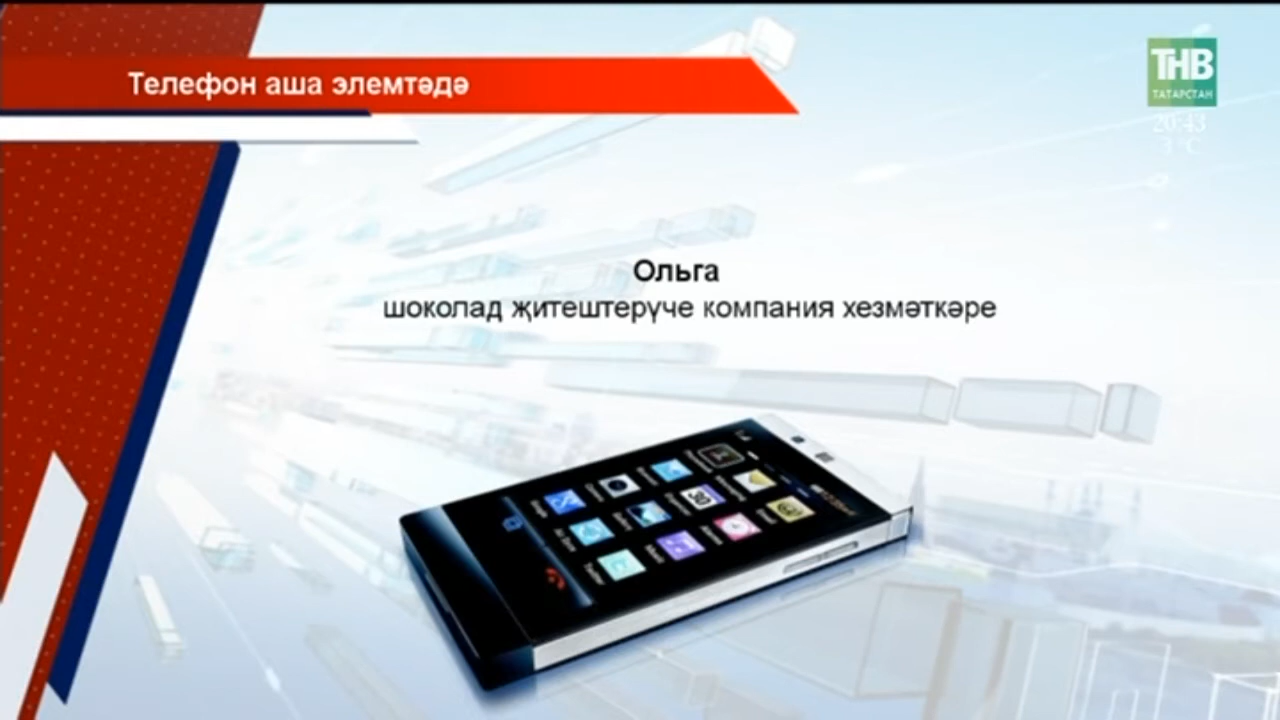 Телефон аша элемтәдә
ТНВ
ТАТАРСТАН
20:43
Ольга
шоколад җитештерүче компания хезмәткәре